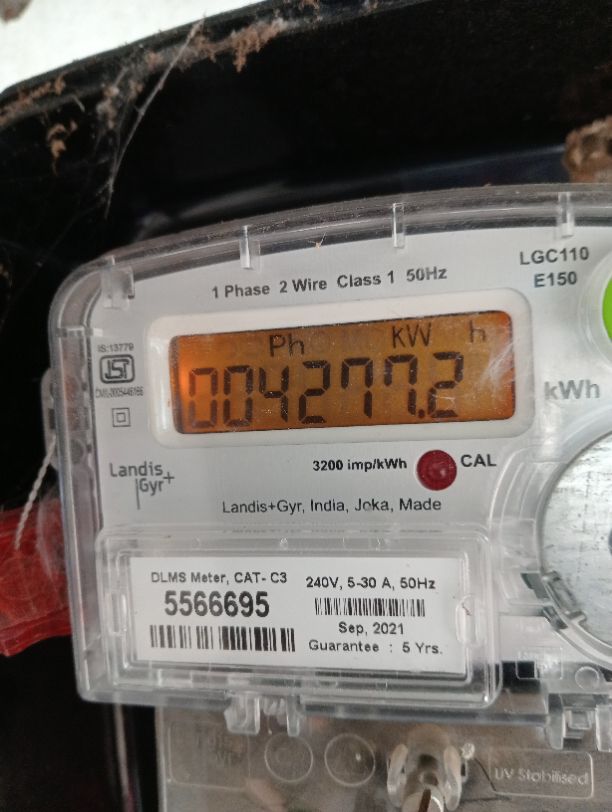 LGC110
E150
1 Phase 2 Wire Class 1 50Hz
IS:13779
Ph KW h
004277.2
kWh
3200 imp/kWh CAL
Landis
Gyr+
Landis+Gyr, India, Joka, Made
DLMS Meter, CAT- C3
5566695
240V, 5-30 A, 50Hz
Sep, 2021
Guarantee : 5 Yrs.
UV Stabilised